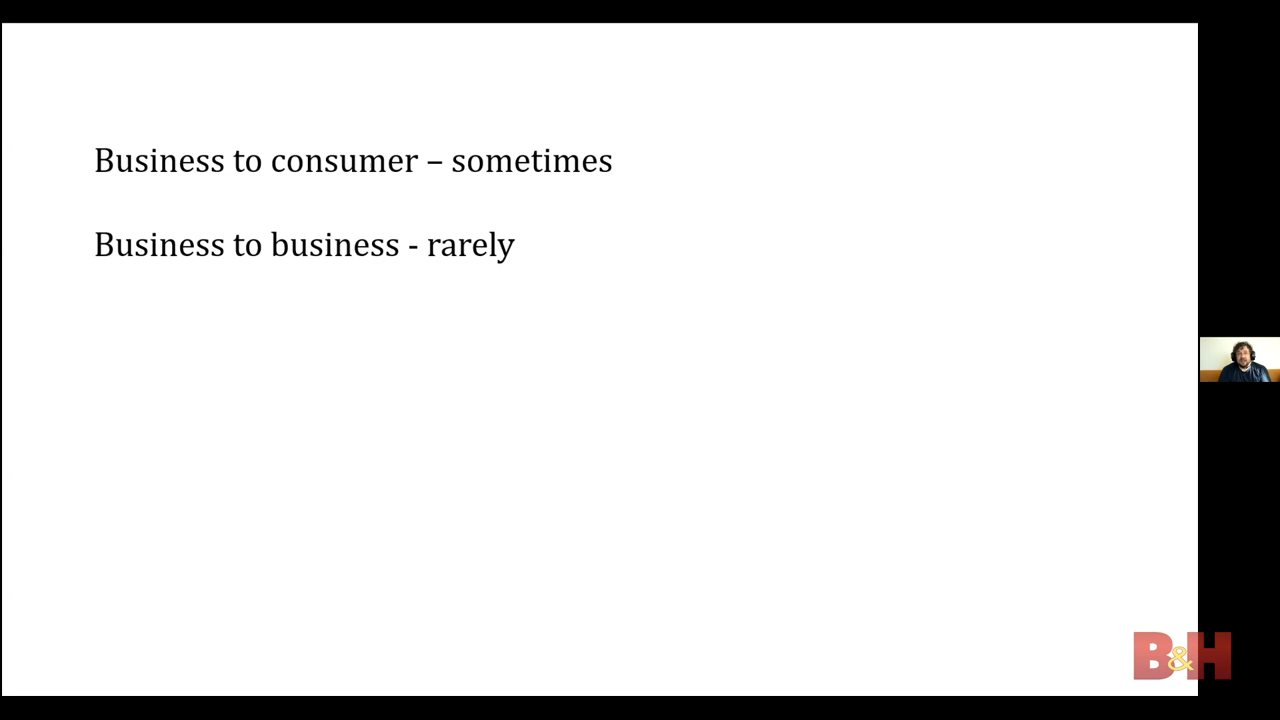 Business to consumer – sometimes
Business to business - rarely
B&H